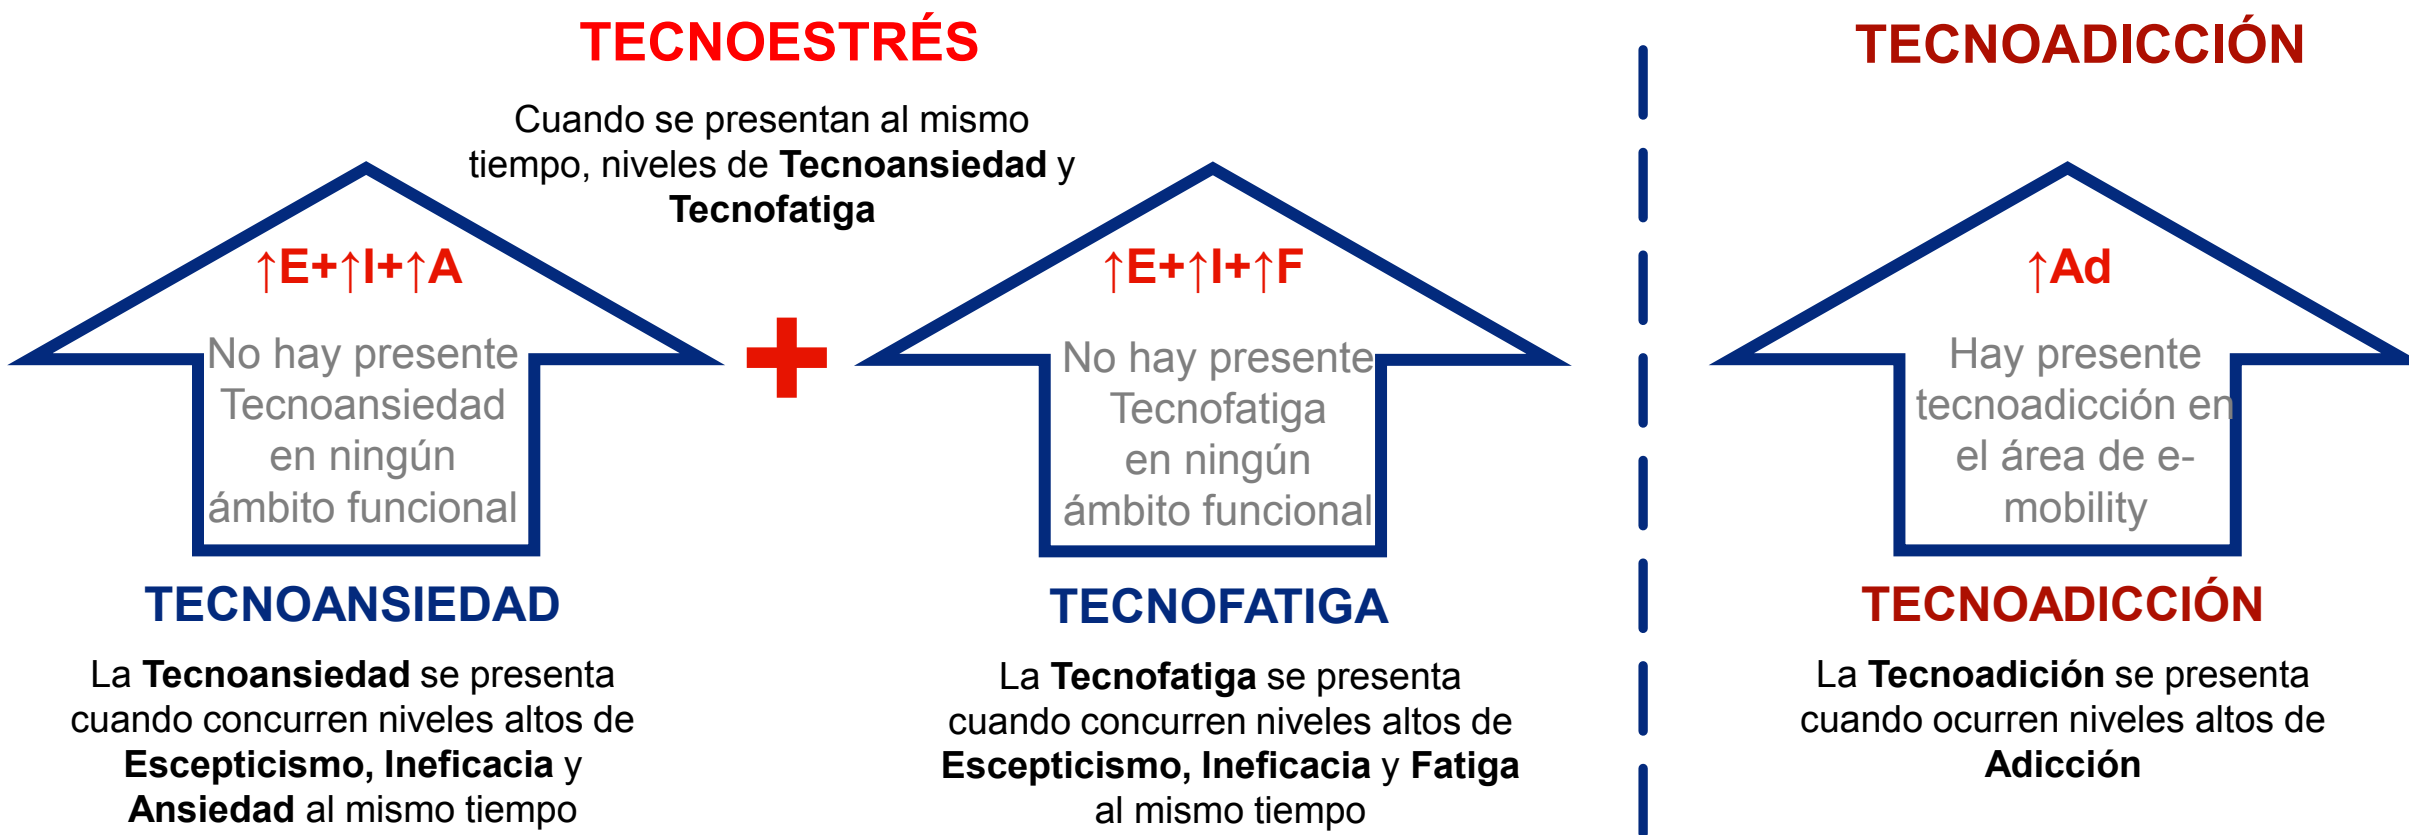 TECNOESTRÉS
Cuando se presentan al mismo
tiempo, niveles de Tecnoansiedad y
Tecnofatiga
↑E+↑I+↑A
No hay presente
Tecnoansiedad
en ningún
ámbito funcional
TECNOANSIEDAD
La Tecnoansiedad se presenta
cuando concurren niveles altos de
Escepticismo, Ineficacia y
Ansiedad al mismo tiempo
+
↑E+↑I+↑F
No hay presente
Tecnofatiga
en ningún
ámbito funcional
TECNOFATIGA
La Tecnofatiga se presenta
cuando concurren niveles altos de
Escepticismo, Ineficacia y Fatiga
al mismo tiempo
TECNOADICCIÓN
↑Ad
Hay presente
tecnoadicción en
el área de e-
mobility
TECNOADICCIÓN
La Tecnoadición se presenta
cuando ocurren niveles altos de
Adicción